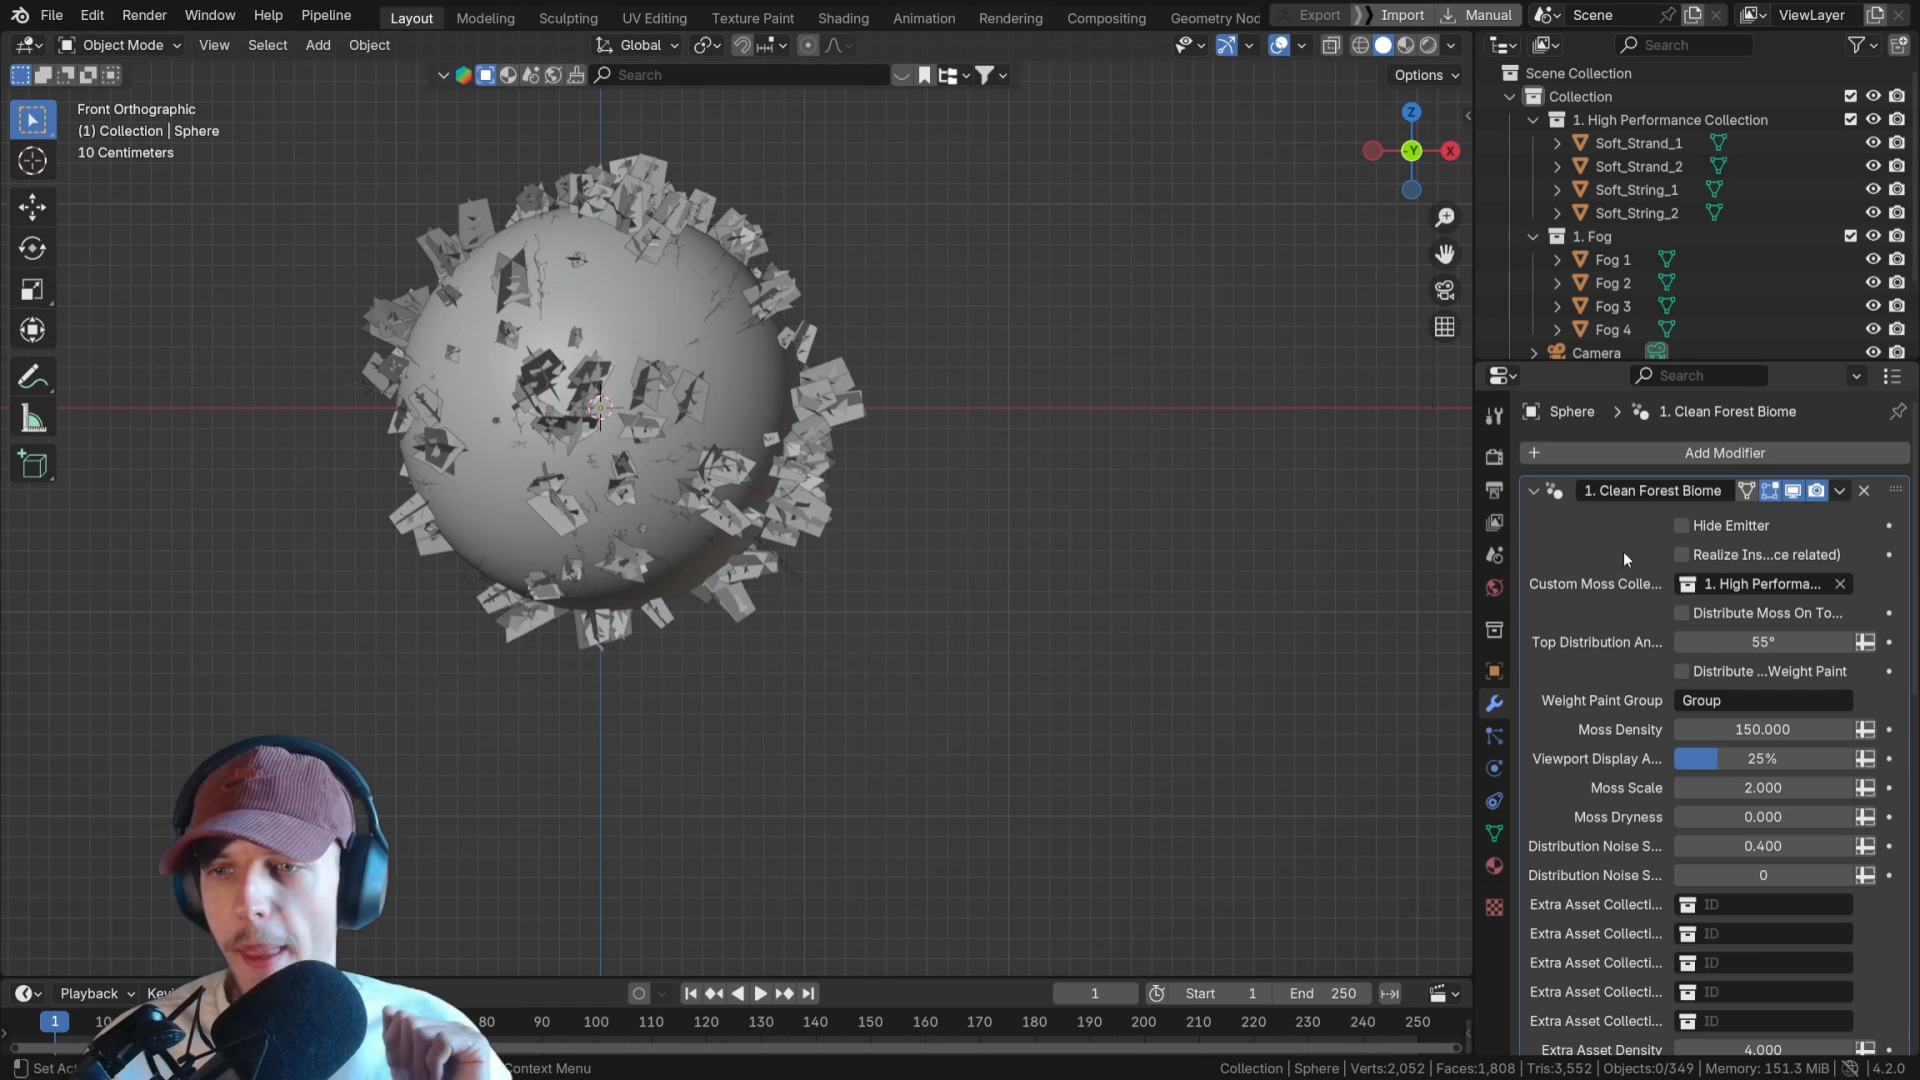 File Edit Render Window Help Pipeline Layout Modeling Sculpting UV Editing Texture Paint Shading Animation Rendering Compositing Geometry Nod Export Import Manual Scene ViewLayer
Object Mode View Select Add Object Global Search
Search Options
Front Orthographic
(1) Collection | Sphere
10 Centimeters
Z
-Y
X
Scene Collection
Collection
1. High Performance Collection
Soft_Strand_1
Soft_Strand_2
Soft_String_1
Soft_String_2
1. Fog
Fog 1
Fog 2
Fog 3
Fog 4
Camera
Search
Sphere 1. Clean Forest Biome
Add Modifier
1. Clean Forest Biome
Hide Emitter
Realize Ins...ce related)
Custom Moss Colle... 1. High Performa...
Distribute Moss On To...
Top Distribution An... 55°
Distribute ...Weight Paint
Weight Paint Group Group
Moss Density 150.000
Viewport Display A... 25%
Moss Scale 2.000
Moss Dryness 0.000
Distribution Noise S... 0.400
Distribution Noise S... 0
Extra Asset Collecti... ID
Extra Asset Collecti... ID
Extra Asset Collecti... ID
Extra Asset Collecti... ID
Extra Asset Collecti... ID
Extra Asset Density 4.000
Playback Keyi 1 Start 1 End 250
1 10 80 90 100 110 120 130 140 150 160 170 180 190 200 210 220 230 240 250
Set Ac Context Menu Collection | Sphere | Verts:2,052 | Faces:1,808 | Tris:3,552 | Objects:0/349 | Memory: 151.3 MiB | 4.2.0